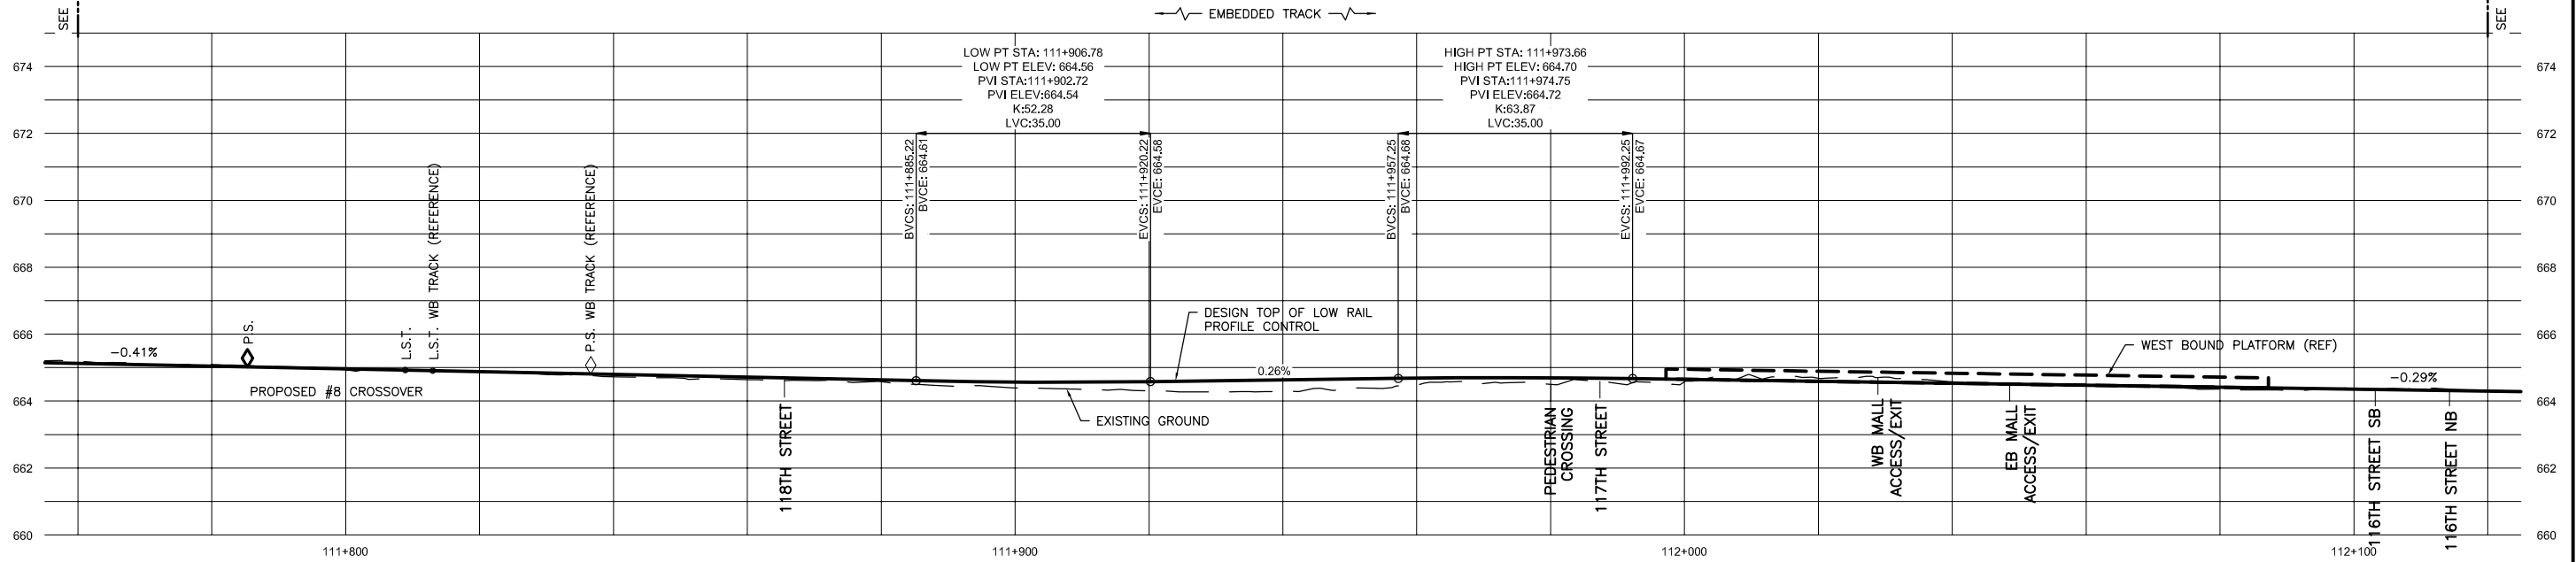 SEE
EMBEDDED TRACK
SEE
LOW PT STA: 111+906.78
LOW PT ELEV: 664.56
PVI STA:111+902.72
PVI ELEV:664.54
K:52.28
LVC:35.00
HIGH PT STA: 111+973.66
HIGH PT ELEV: 664.70
PVI STA:111+974.75
PVI ELEV:664.72
K:63.87
LVC:35.00
674
674
672
672
BVCS: 111+885.22
BVCE: 664.61
EVCS: 111+920.22
EVCE: 664.58
BVCS: 111+957.25
BVCE: 664.68
EVCS: 111+992.25
EVCE: 664.67
670
670
668
668
666
666
P.S.
L.S.T.
L.S.T. WB TRACK (REFERENCE)
P.S. WB TRACK (REFERENCE)
DESIGN TOP OF LOW RAIL
PROFILE CONTROL
WEST BOUND PLATFORM (REF)
-0.41%
0.26%
-0.29%
PROPOSED #8 CROSSOVER
EXISTING GROUND
664
664
118TH STREET
PEDESTRIAN
CROSSING
117TH STREET
WB MALL
ACCESS/EXIT
EB MALL
ACCESS/EXIT
116TH STREET SB
116TH STREET NB
662
662
660
660
111+800
111+900
112+000
112+100